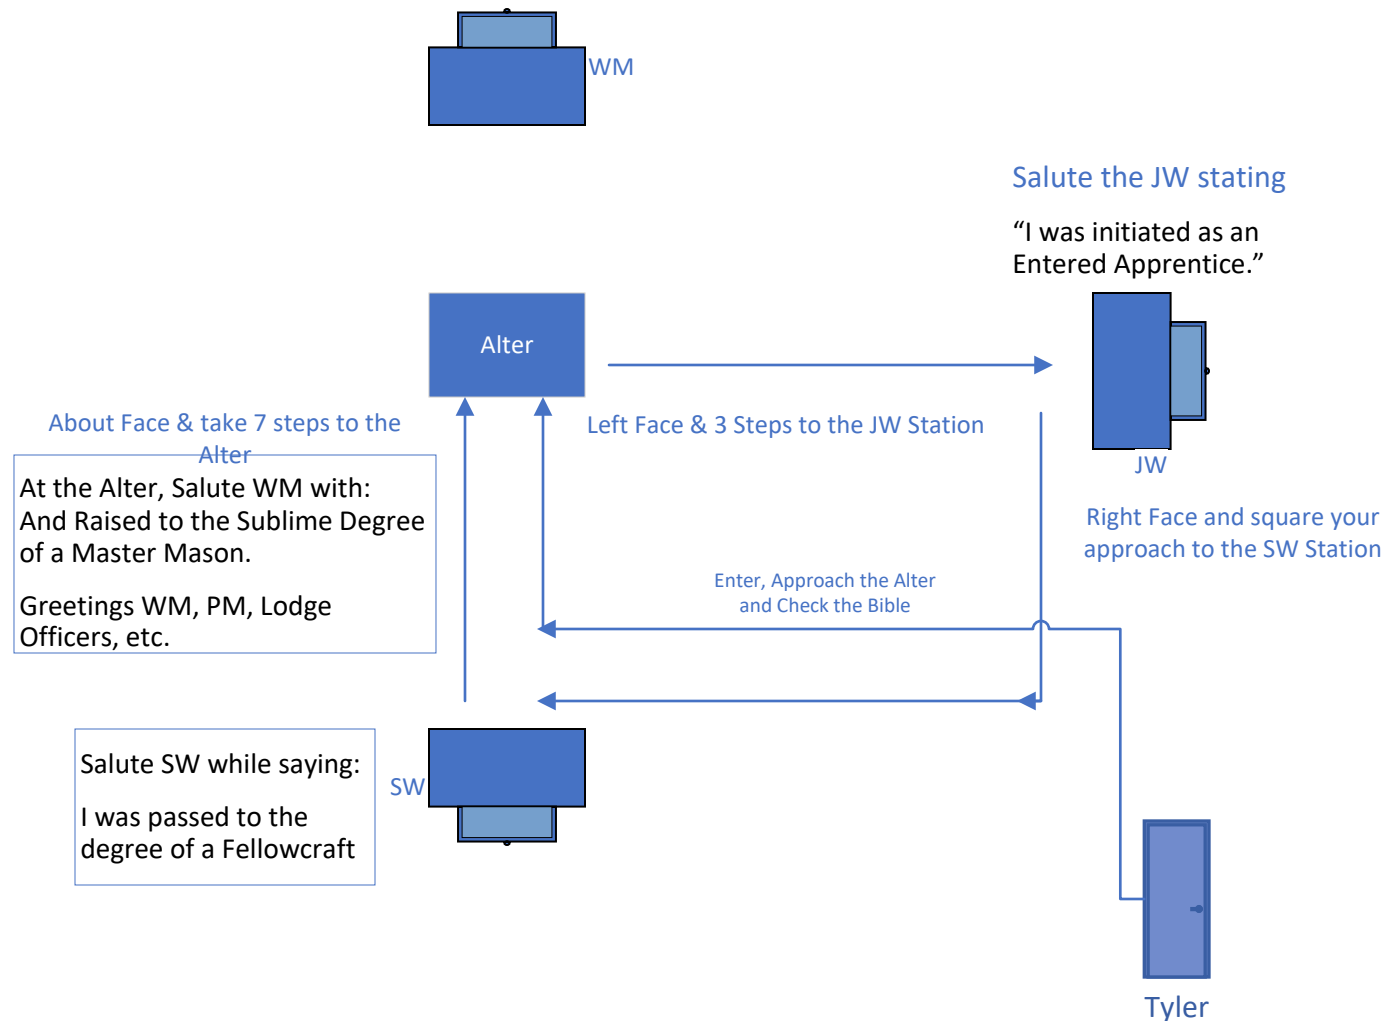 WM
Salute the JW stating
“I was initiated as an
Entered Apprentice.”
Alter
About Face & take 7 steps to the
Alter
Left Face & 3 Steps to the JW Station
JW
At the Alter, Salute WM with:
And Raised to the Sublime Degree
of a Master Mason.
Greetings WM, PM, Lodge
Officers, etc.
Right Face and square your
approach to the SW Station
Enter, Approach the Alter
and Check the Bible
Salute SW while saying:
I was passed to the
degree of a Fellowcraft
SW
Tyler